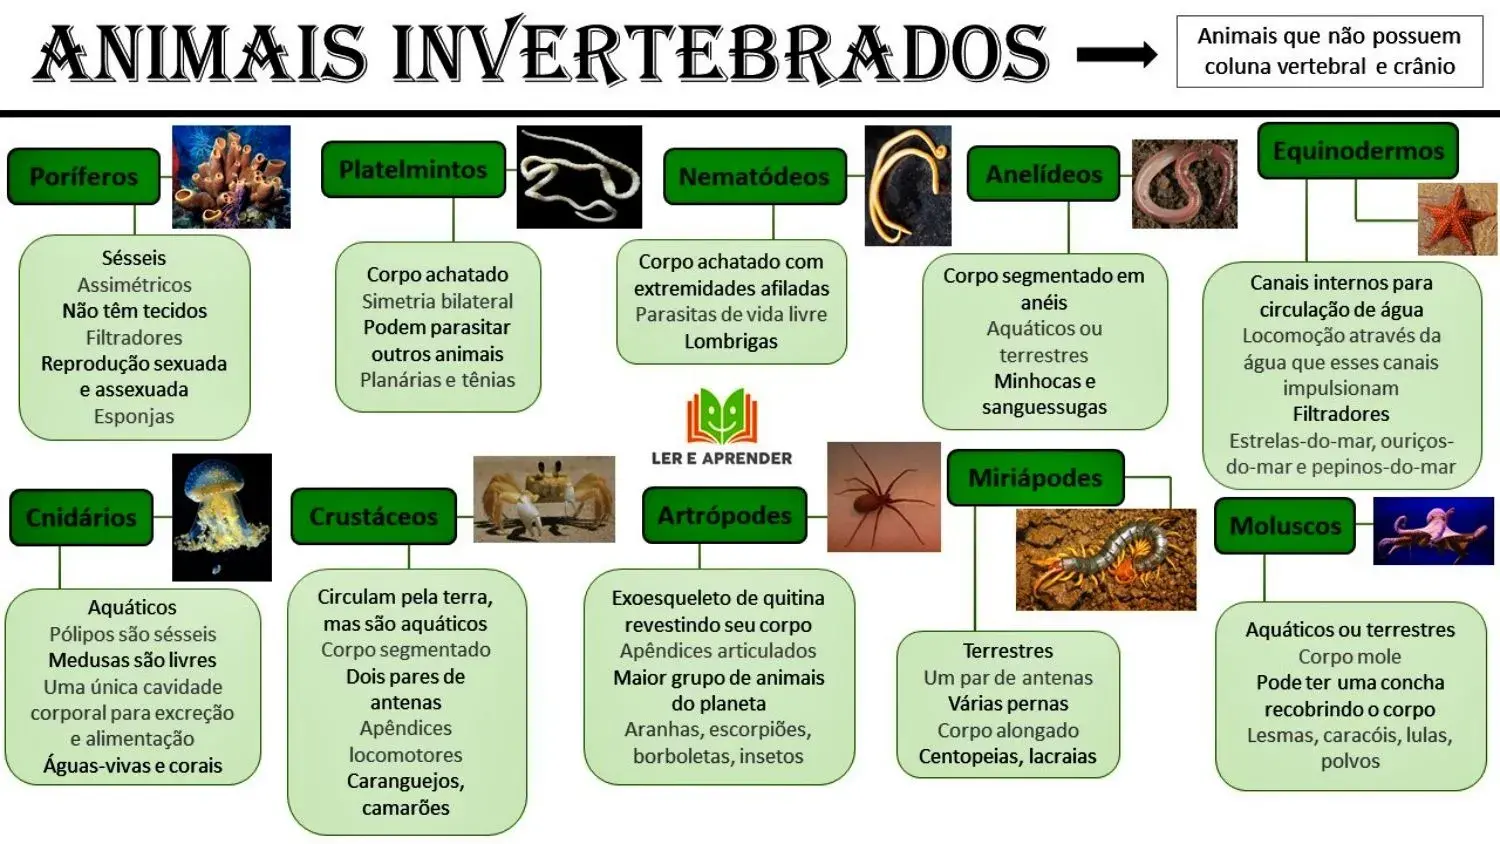 ANIMAIS INVERTEBRADOS
Animais que não possuem
coluna vertebral e crânio
Poríferos
Sésseis
Assimétricos
Não têm tecidos
Filtradores
Reprodução sexuada
e assexuada
Esponjas
Platelmintos
Corpo achatado
Simetria bilateral
Podem parasitar
outros animais
Planárias e tênias
Nematódeos
Corpo achatado com
extremidades afiladas
Parasitas de vida livre
Lombrigas
Anelídeos
Corpo segmentado em
anéis
Aquáticos ou
terrestres
Minhocas e
sanguessugas
Equinodermos
Canais internos para
circulação de água
Locomoção através da
água que esses canais
impulsionam
Filtradores
Estrelas-do-mar, ouriços-
do-mar e pepinos-do-mar
LER E APRENDER
Cnidários
Aquáticos
Pólipos são sésseis
Medusas são livres
Uma única cavidade
corporal para excreção
e alimentação
Águas-vivas e corais
Crustáceos
Circulam pela terra,
mas são aquáticos
Corpo segmentado
Dois pares de
antenas
Apêndices
locomotores
Caranguejos,
camarões
Artrópodes
Exoesqueleto de quitina
revestindo seu corpo
Apêndices articulados
Maior grupo de animais
do planeta
Aranhas, escorpiões,
borboletas, insetos
Miriápodes
Terrestres
Um par de antenas
Várias pernas
Corpo alongado
Centopeias, lacraias
Moluscos
Aquáticos ou terrestres
Corpo mole
Pode ter uma concha
recobrindo o corpo
Lesmas, caracóis, lulas,
polvos